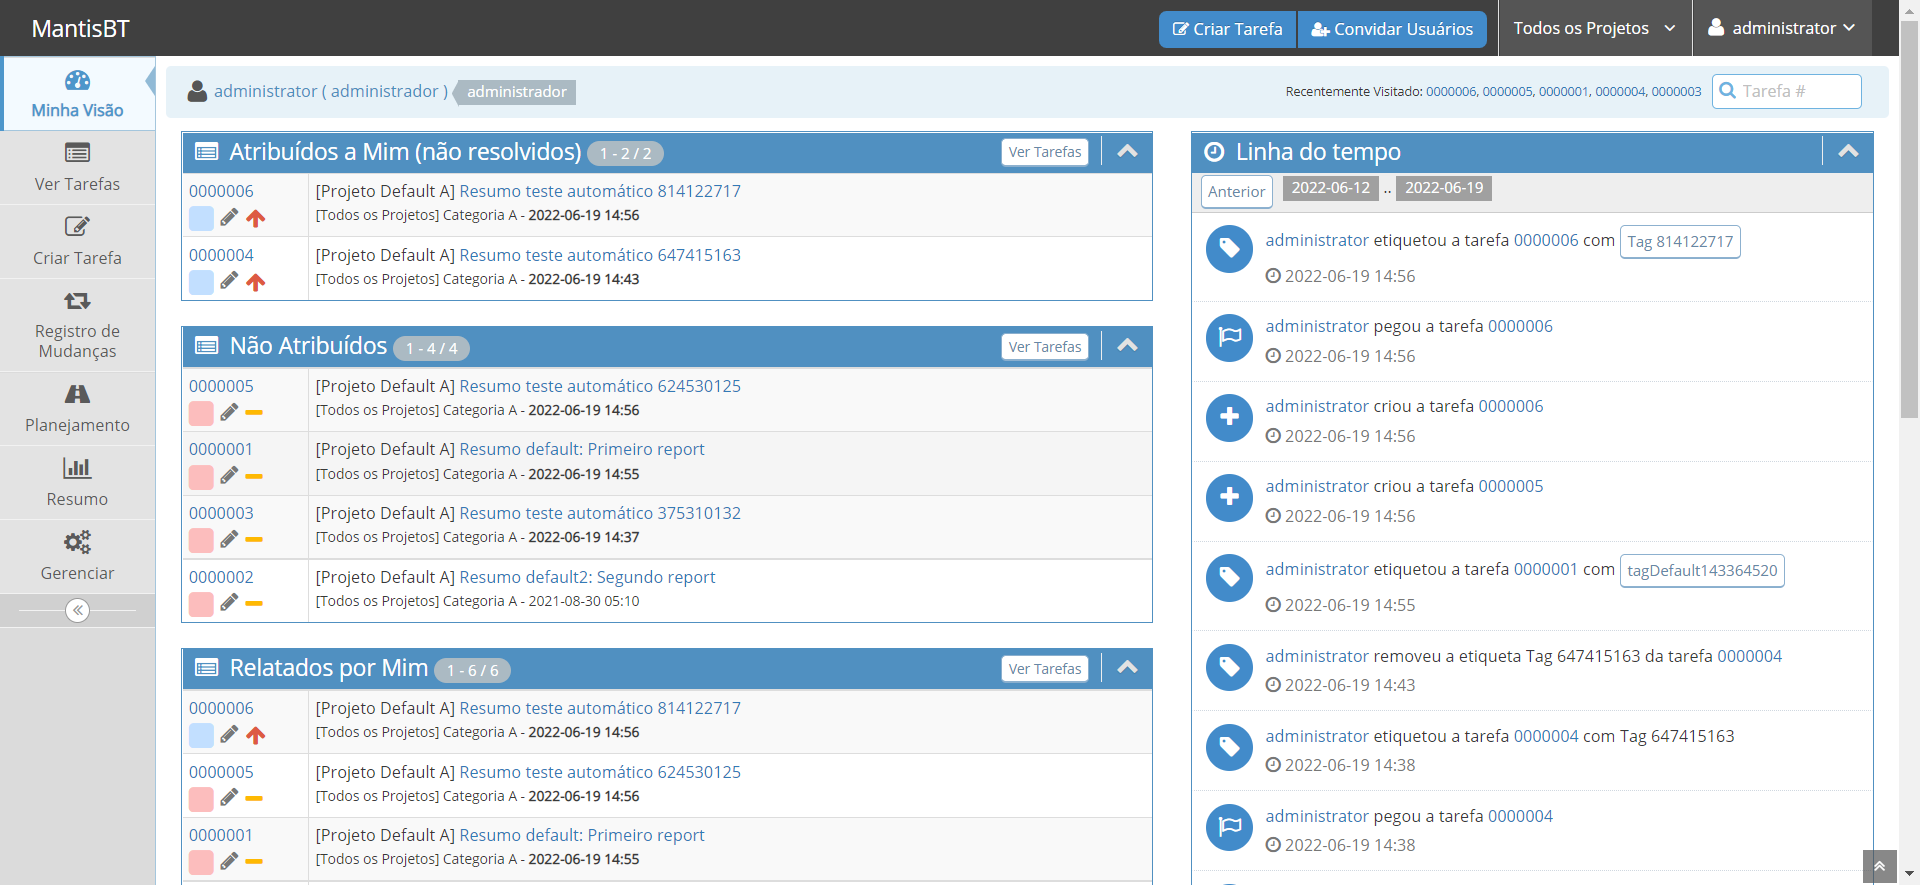 MantisBT
Criar Tarefa
Convidar Usuários
Todos os Projetos
administrator
Minha Visão
Ver Tarefas
Criar Tarefa
Registro de
Mudanças
Planejamento
Resumo
Gerenciar
administrator ( administrador )
administrador
Recentemente Visitado: 0000006, 0000005, 0000001, 0000004, 0000003
Tarefa #
Atribuídos a Mim (não resolvidos) 1 - 2 / 2
Ver Tarefas
0000006
[Projeto Default A] Resumo teste automático 814122717
[Todos os Projetos] Categoria A - 2022-06-19 14:56
0000004
[Projeto Default A] Resumo teste automático 647415163
[Todos os Projetos] Categoria A - 2022-06-19 14:43
Não Atribuídos 1 - 4 / 4
Ver Tarefas
0000005
[Projeto Default A] Resumo teste automático 624530125
[Todos os Projetos] Categoria A - 2022-06-19 14:56
0000001
[Projeto Default A] Resumo default: Primeiro report
[Todos os Projetos] Categoria A - 2022-06-19 14:55
0000003
[Projeto Default A] Resumo teste automático 375310132
[Todos os Projetos] Categoria A - 2022-06-19 14:37
0000002
[Projeto Default A] Resumo default2: Segundo report
[Todos os Projetos] Categoria A - 2021-08-30 05:10
Relatados por Mim 1 - 6 / 6
Ver Tarefas
0000006
[Projeto Default A] Resumo teste automático 814122717
[Todos os Projetos] Categoria A - 2022-06-19 14:56
0000005
[Projeto Default A] Resumo teste automático 624530125
[Todos os Projetos] Categoria A - 2022-06-19 14:56
0000001
[Projeto Default A] Resumo default: Primeiro report
[Todos os Projetos] Categoria A - 2022-06-19 14:55
Linha do tempo
Anterior 2022-06-12 .. 2022-06-19
administrator etiquetou a tarefa 0000006 com Tag 814122717
2022-06-19 14:56
administrator pegou a tarefa 0000006
2022-06-19 14:56
administrator criou a tarefa 0000006
2022-06-19 14:56
administrator criou a tarefa 0000005
2022-06-19 14:56
administrator etiquetou a tarefa 0000001 com tagDefault143364520
2022-06-19 14:55
administrator removeu a etiqueta Tag 647415163 da tarefa 0000004
2022-06-19 14:43
administrator etiquetou a tarefa 0000004 com Tag 647415163
2022-06-19 14:38
administrator pegou a tarefa 0000004
2022-06-19 14:38